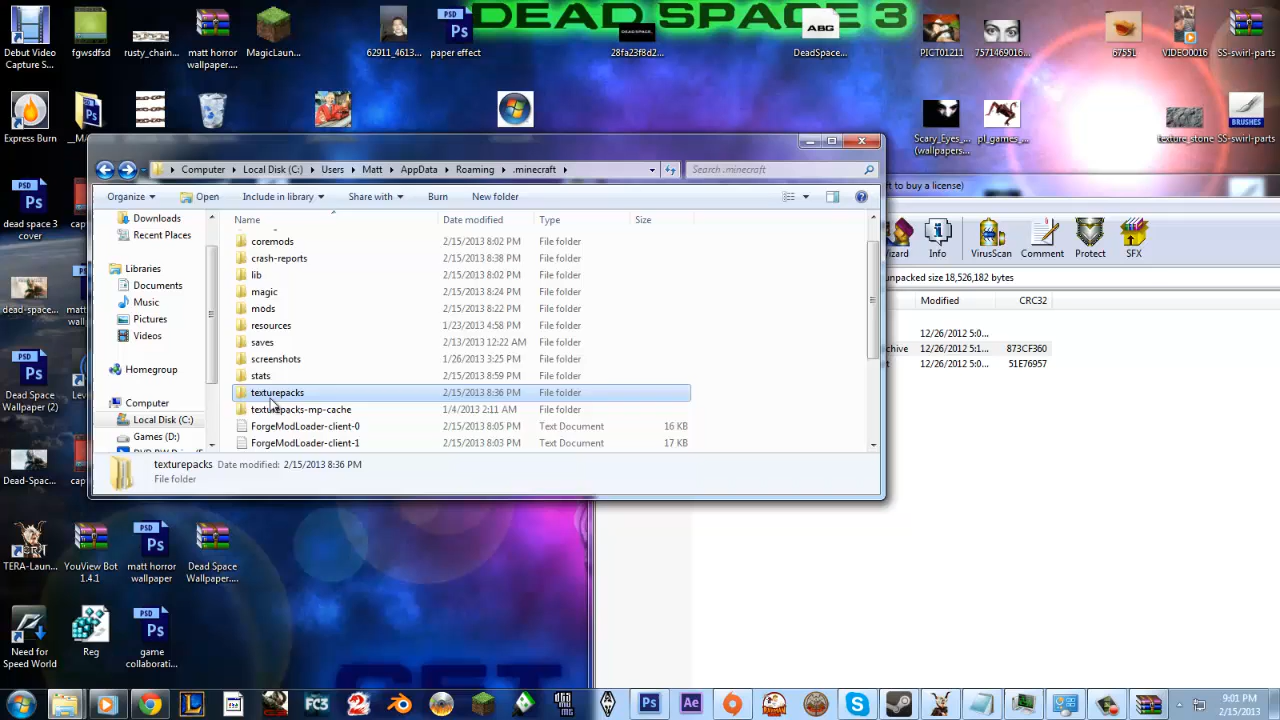 DEAD SPACE 3
Debut Video
Capture S...
fgwsdfsd
rusty_chain...
matt horror
wallpaper....
MagicLaun...
62911_4613...
paper effect
28fa23f8d2...
ABG
DeadSpace...
PICT01211
7571469016...
67551
VIDEO0016
SS-swirl-parts
Express Burn
Scary_Eyes_...
(wallpapers...
pl_games_...
texture_stone
BRUSHES
SS-swirl-parts
Computer
Local Disk (C:)
Users
Matt
AppData
Roaming
.minecraft
Search .minecraft
t to buy a license)
Organize
Open
Include in library
Share with
Burn
New folder
Downloads
Recent Places
Libraries
Documents
Music
Pictures
Videos
Homegroup
Computer
Local Disk (C:)
Games (D:)
Name
Date modified
Type
Size
coremods 2/15/2013 8:02 PM File folder
crash-reports 2/15/2013 8:38 PM File folder
lib 2/15/2013 8:02 PM File folder
magic 2/15/2013 8:24 PM File folder
mods 2/15/2013 8:22 PM File folder
resources 1/23/2013 4:58 PM File folder
saves 2/13/2013 12:22 AM File folder
screenshots 1/26/2013 3:25 PM File folder
stats 2/15/2013 8:59 PM File folder
texturepacks 2/15/2013 8:36 PM File folder
texturepacks-mp-cache 1/4/2013 2:11 AM File folder
ForgeModLoader-client-0 2/15/2013 8:05 PM Text Document 16 KB
ForgeModLoader-client-1 2/15/2013 8:03 PM Text Document 17 KB
texturepacks Date modified: 2/15/2013 8:36 PM
File folder
izard
Info
VirusScan
Comment
Protect
SFX
unpacked size 18,526,182 bytes
Modified
CRC32
12/26/2012 5:0...
chive 12/26/2012 5:1... 873CF360
t 12/26/2012 5:0... 51E76957
dead space 3
cover
dead-space...
Dead Space
Wallpaper (2)
Dead-Spac...
TERA-Laun...
YouView Bot
1.4.1
matt horror
wallpaper
Dead Space
Wallpaper....
Need for
Speed World
Reg
game
collaborati...
9:01 PM
2/15/2013